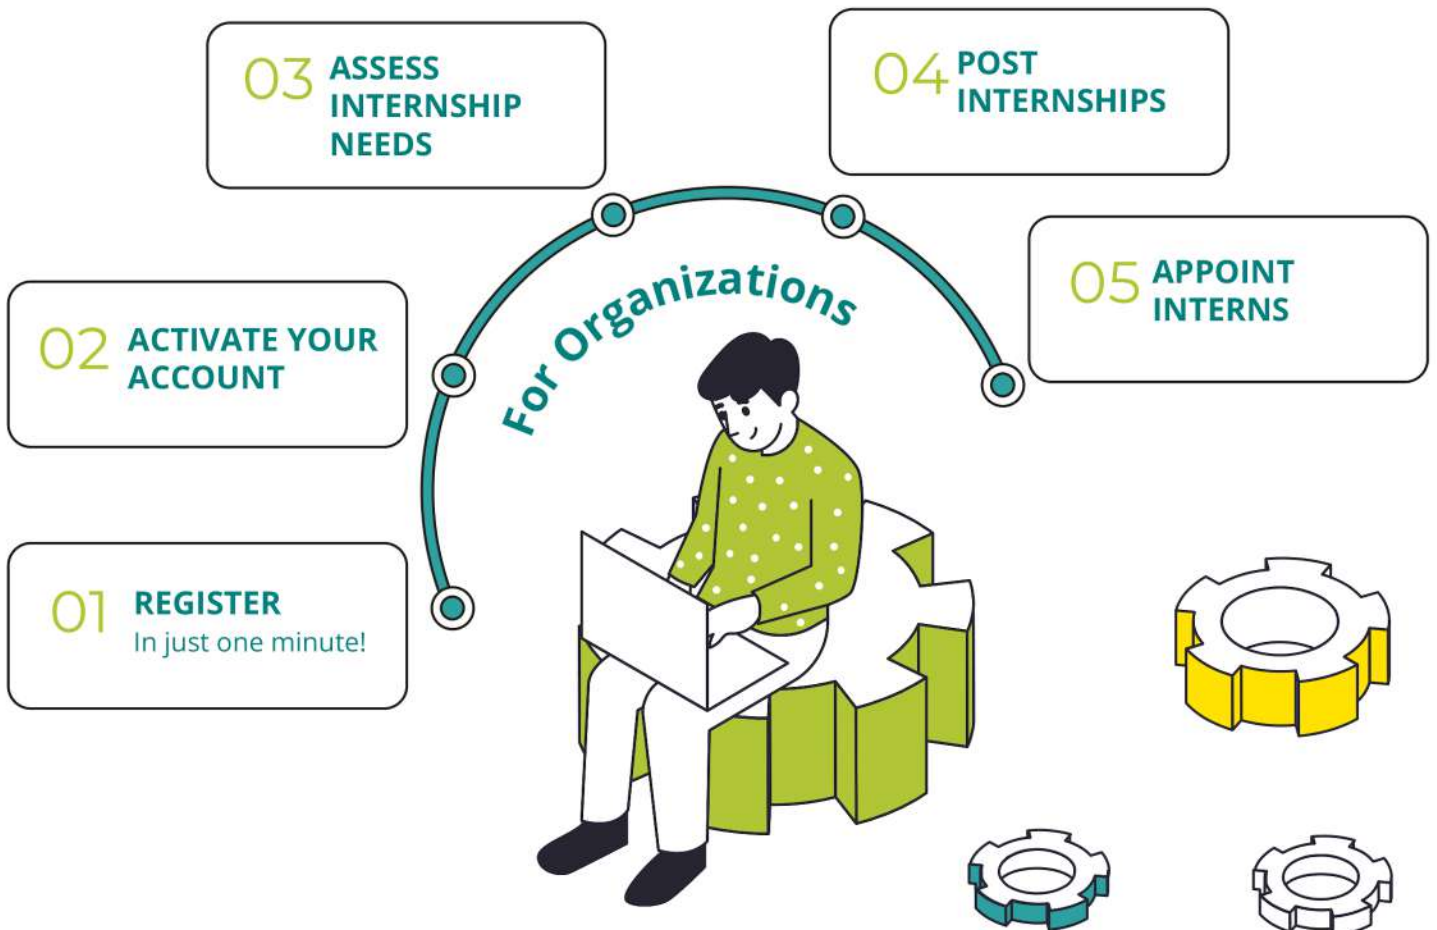 03 ASSESS
INTERNSHIP
NEEDS
04 POST
INTERNSHIPS
05 APPOINT
INTERNS
For Organizations
02 ACTIVATE YOUR
ACCOUNT
01 REGISTER
In just one minute!